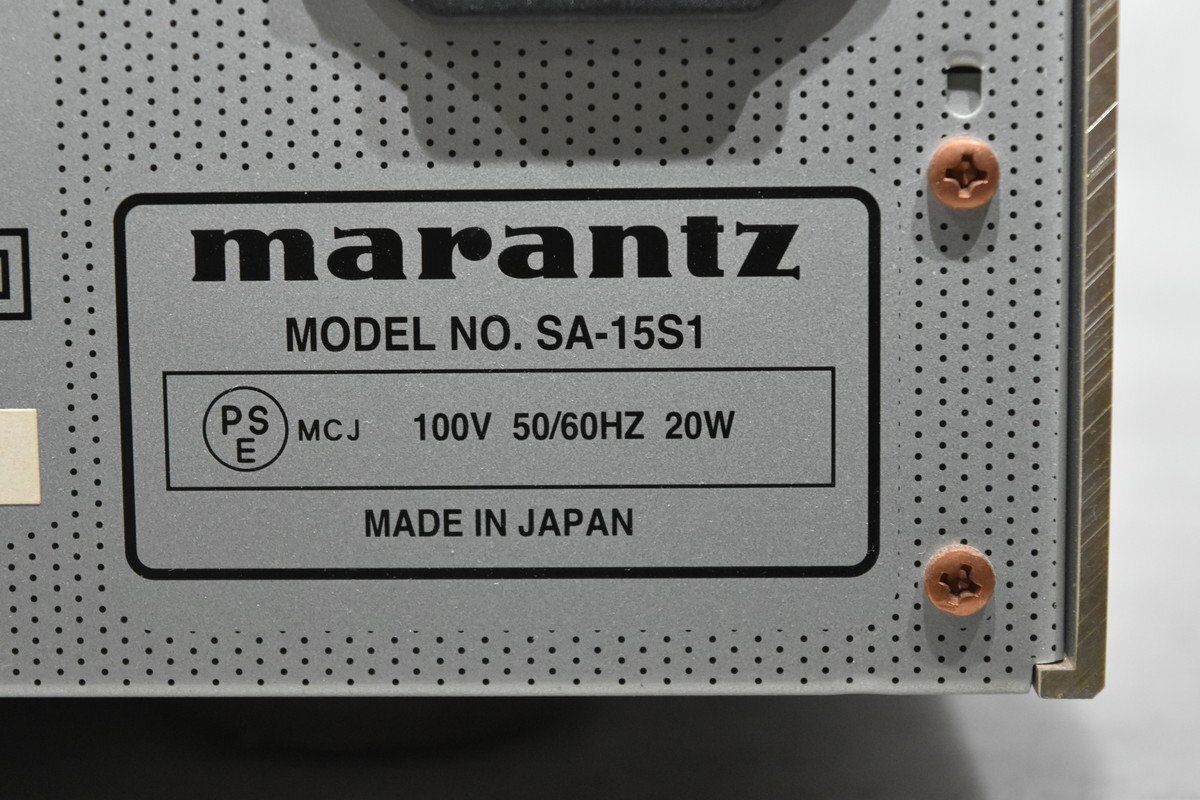 marantz
MODEL NO. SA-15S1
PS
E
MCJ 100V 50/60HZ 20W
MADE IN JAPAN